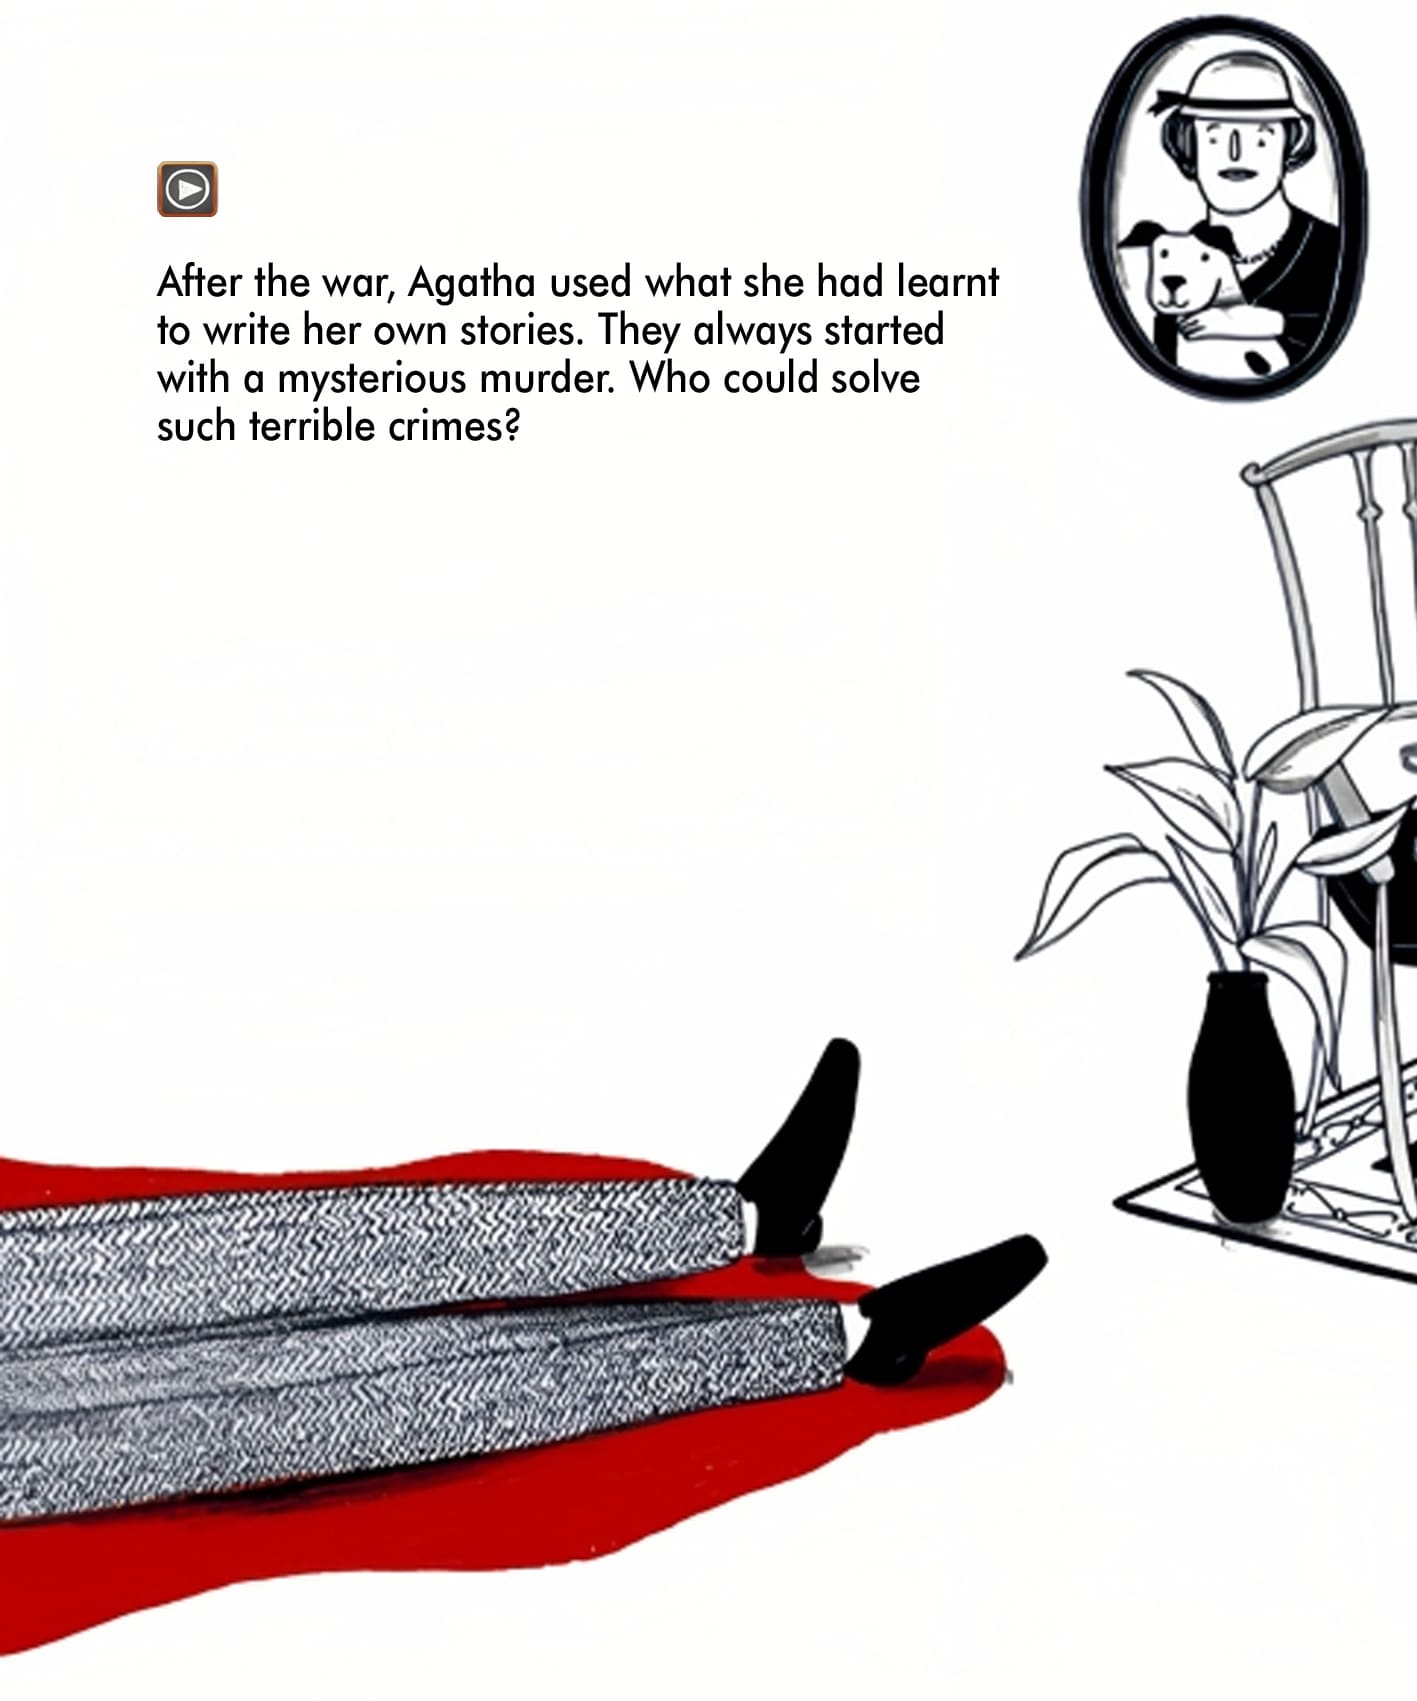 After the war, Agatha used what she had learnt
to write her own stories. They always started
with a mysterious murder. Who could solve
such terrible crimes?